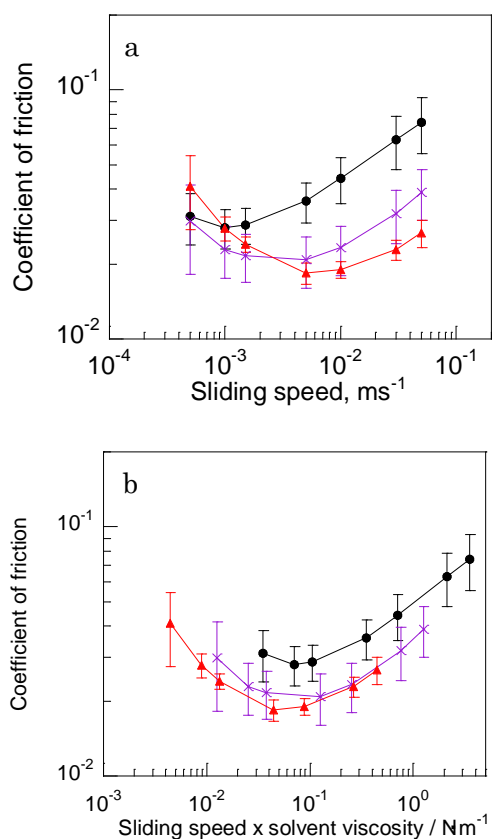 a
Coefficient of friction
10-1
10-2
10-4 10-3 10-2 10-1
Sliding speed, ms-1
b
Coefficient of friction
10-1
10-2
10-3 10-2 10-1 100 101
Sliding speed x solvent viscosity / Nm-1